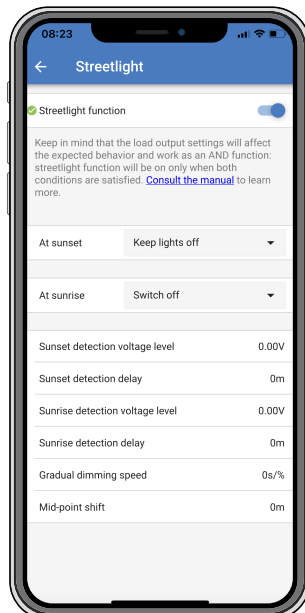 08:23
Streetlight
Streetlight function
Keep in mind that the load output settings will affect
the expected behavior and work as an AND function:
streetlight function will be on only when both
conditions are satisfied. Consult the manual to learn
more.
At sunset Keep lights off
At sunrise Switch off
Sunset detection voltage level 0.00V
Sunset detection delay 0m
Sunrise detection voltage level 0.00V
Sunrise detection delay 0m
Gradual dimming speed 0s/%
Mid-point shift 0m